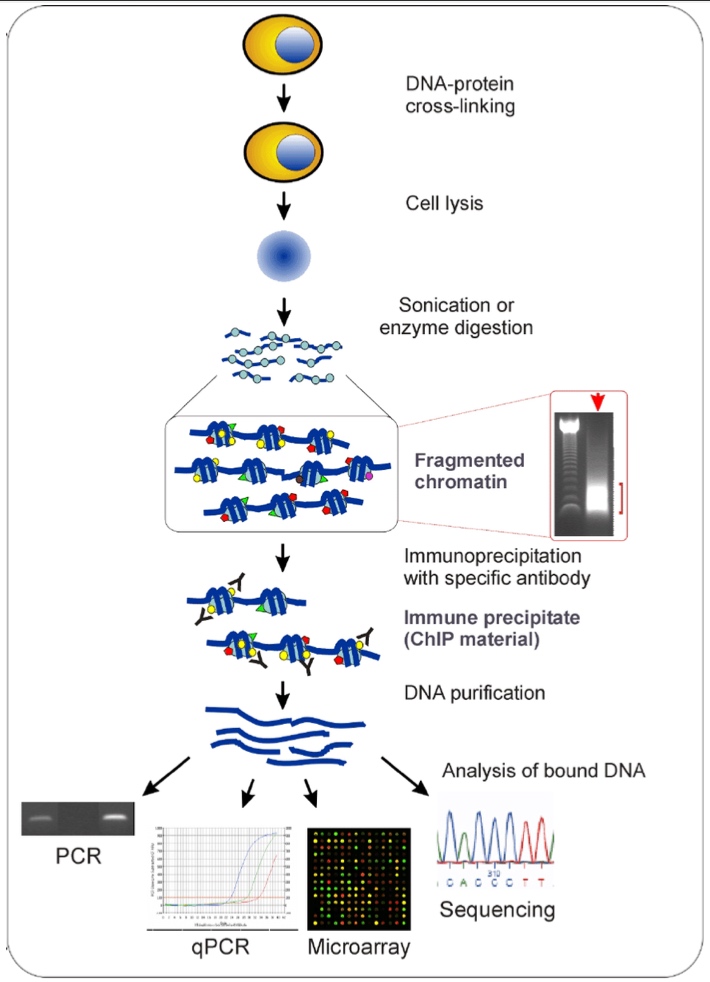 DNA-protein
cross-linking
Cell lysis
Sonication or
enzyme digestion
Fragmented
chromatin
Immunoprecipitation
with specific antibody
Immune precipitate
(ChIP material)
DNA purification
Analysis of bound DNA
PCR
310
qPCR
Microarray
Sequencing